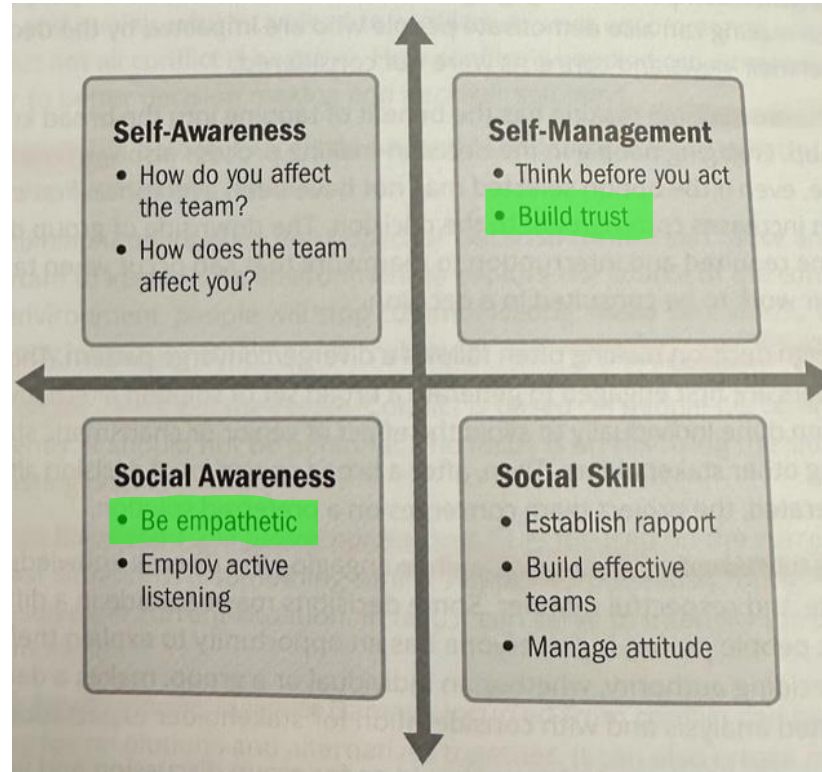 Self-Awareness
• How do you affect
the team?
• How does the team
affect you?
Self-Management
• Think before you act
• Build trust
Social Awareness
• Be empathetic
• Employ active
listening
Social Skill
• Establish rapport
• Build effective
teams
• Manage attitude